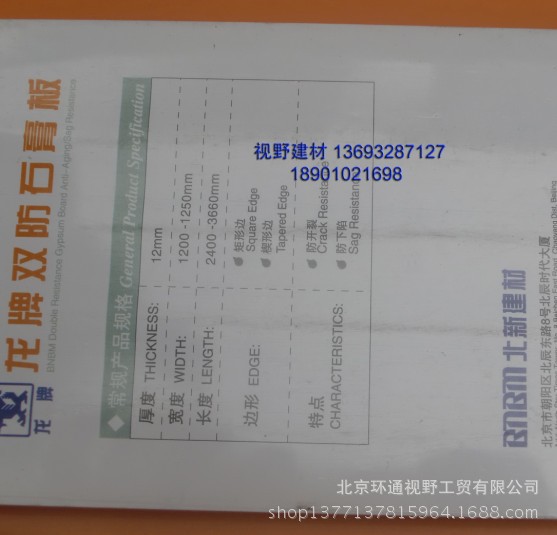 龙牌
龙牌双防石膏板
BNBM Double Resistance Gypsum Board Anti-Aging/Sag Resistance
常规产品规格 General Product Specification
厚度 THICKNESS: 12mm
宽度 WIDTH: 1200 -1250mm
长度 LENGTH: 2400 -3660mm
边形 EDGE:
矩形边
Square Edge
楔形边
Tapered Edge
特点
CHARACTERISTICS:
防开裂
Crack Resistance
防下陷
Sag Resistance
BNBM 北新建材
北京市朝阳区北辰东路8号北辰时代大厦
视野建材 13693287127
18901021698
北京环通视野工贸有限公司
shop1377137815964.1688.com